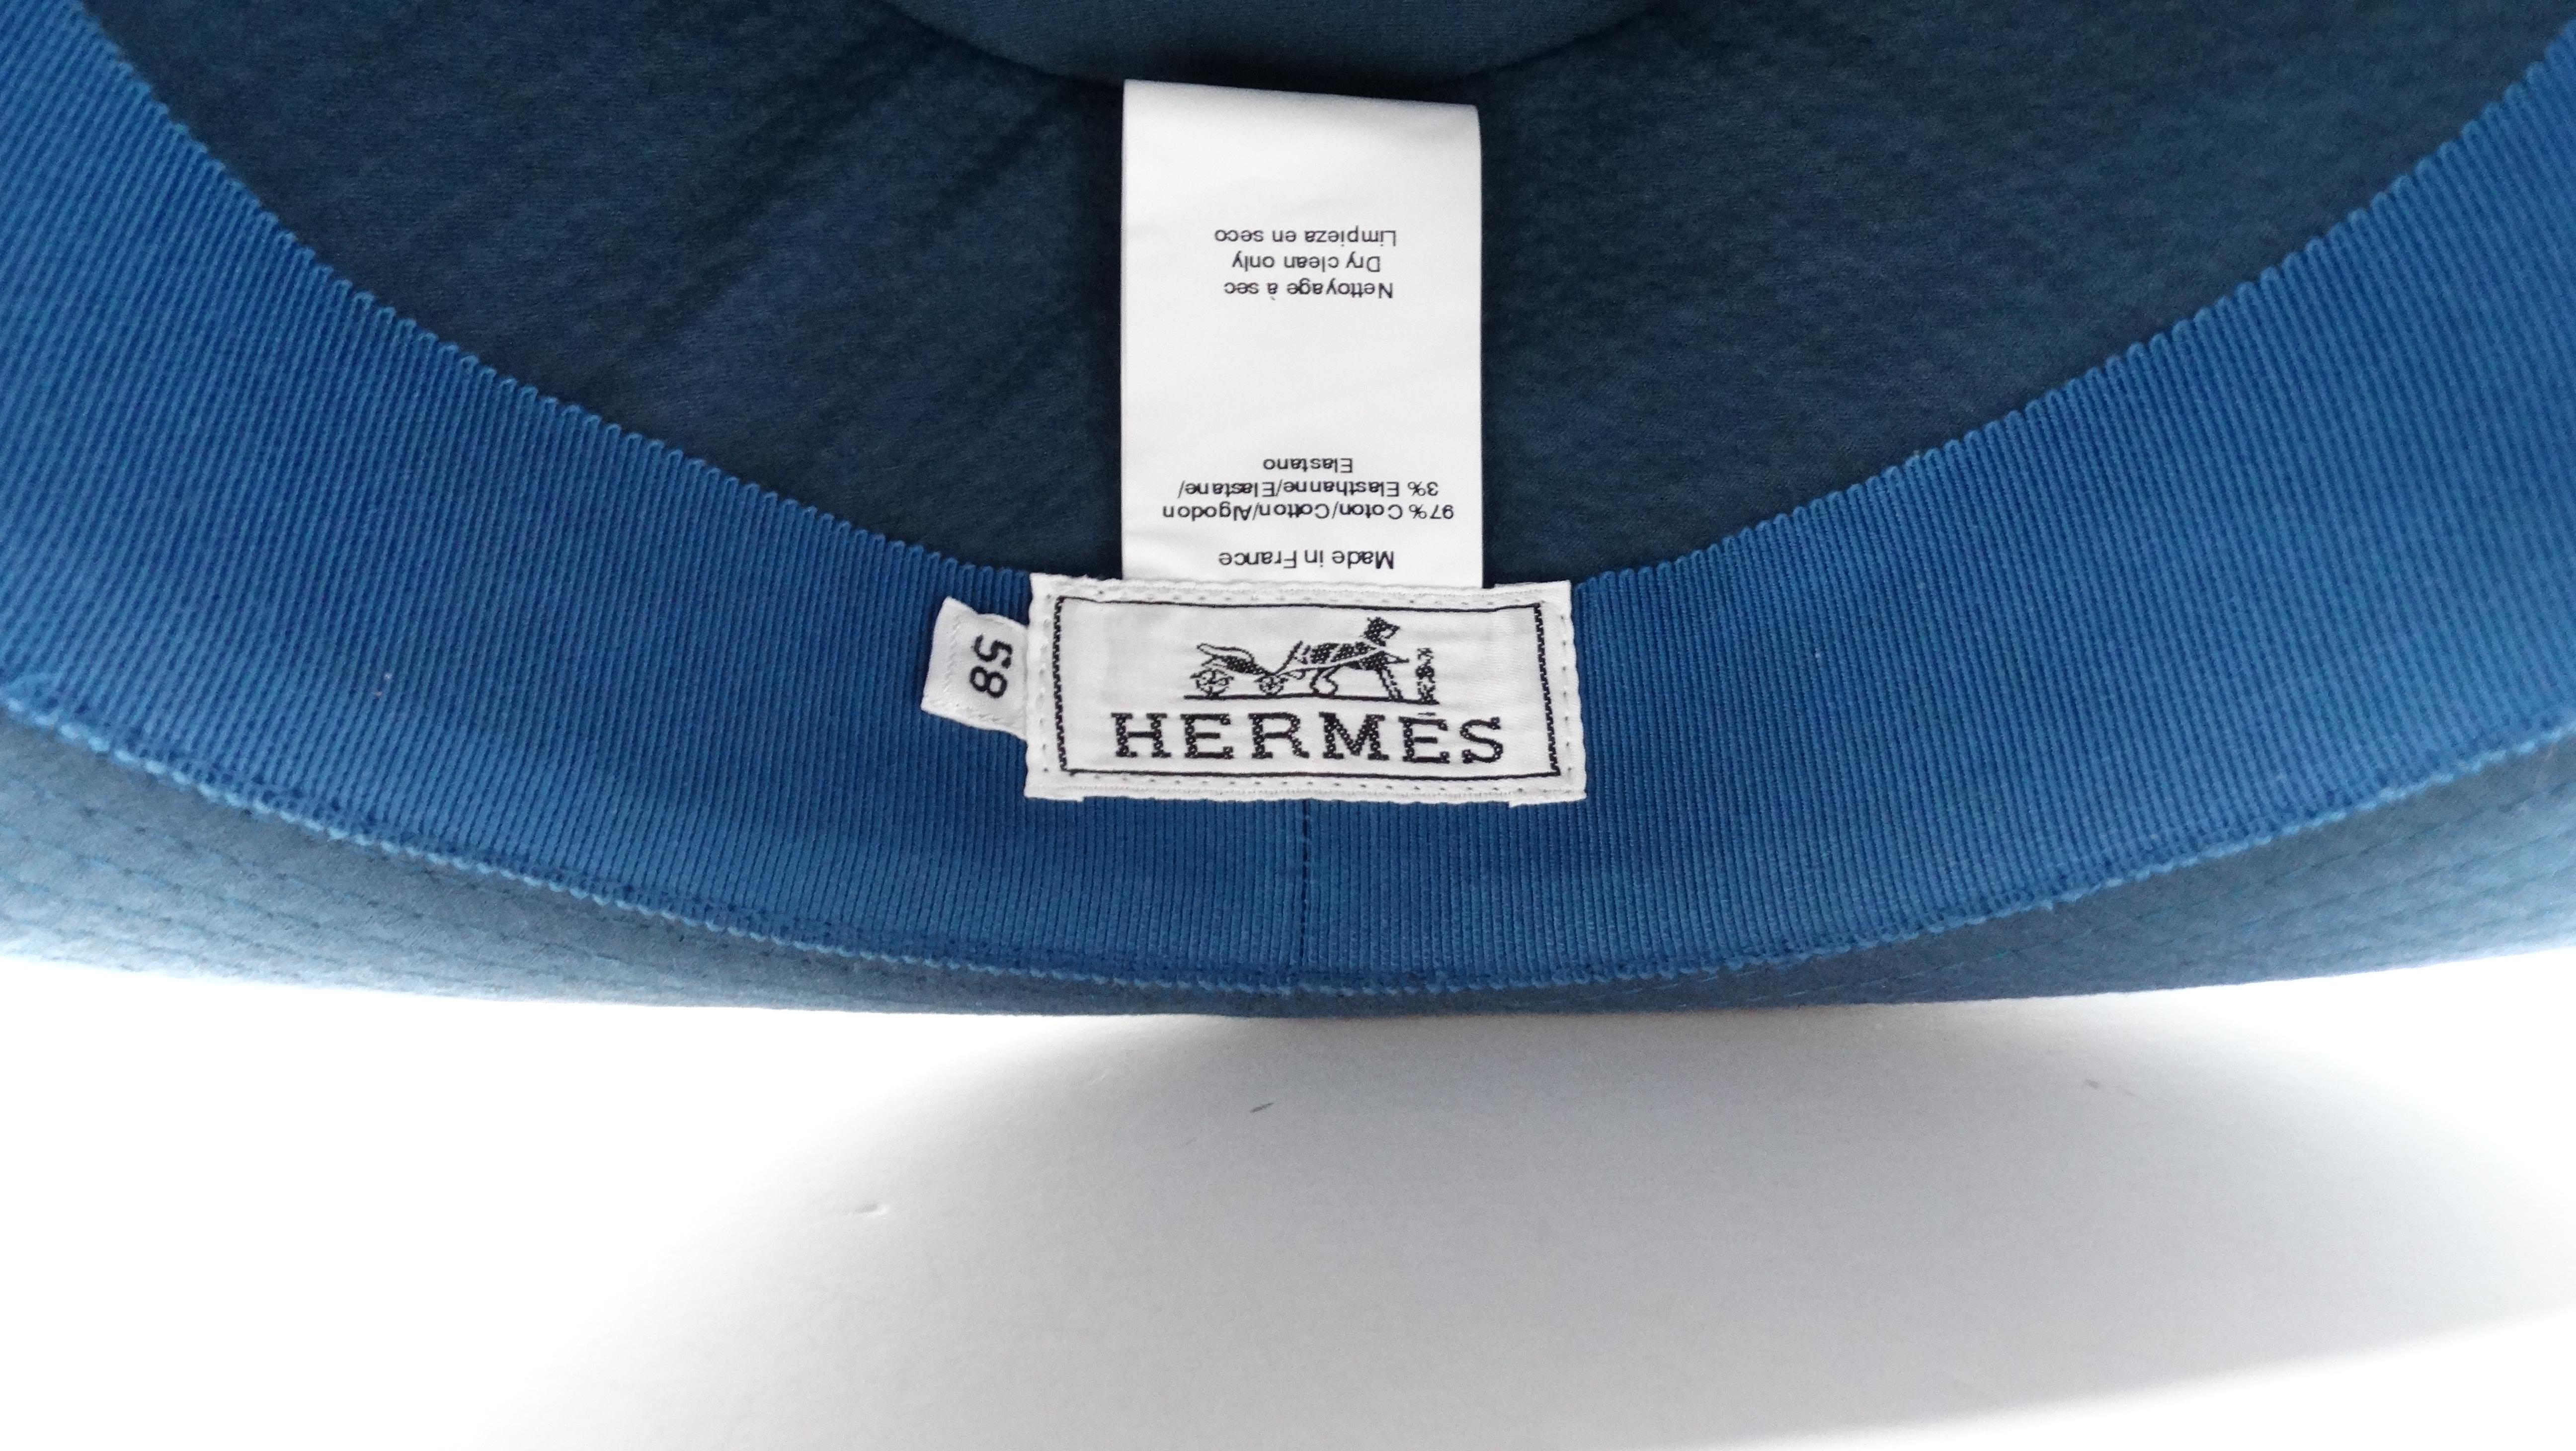 HERMES
58
Made in France
97% Coton/Cotton/Algodon
3% Elasthanne/Elastane/
Elastano
Nettoyage à sec
Dry clean only
Limpieza en seco